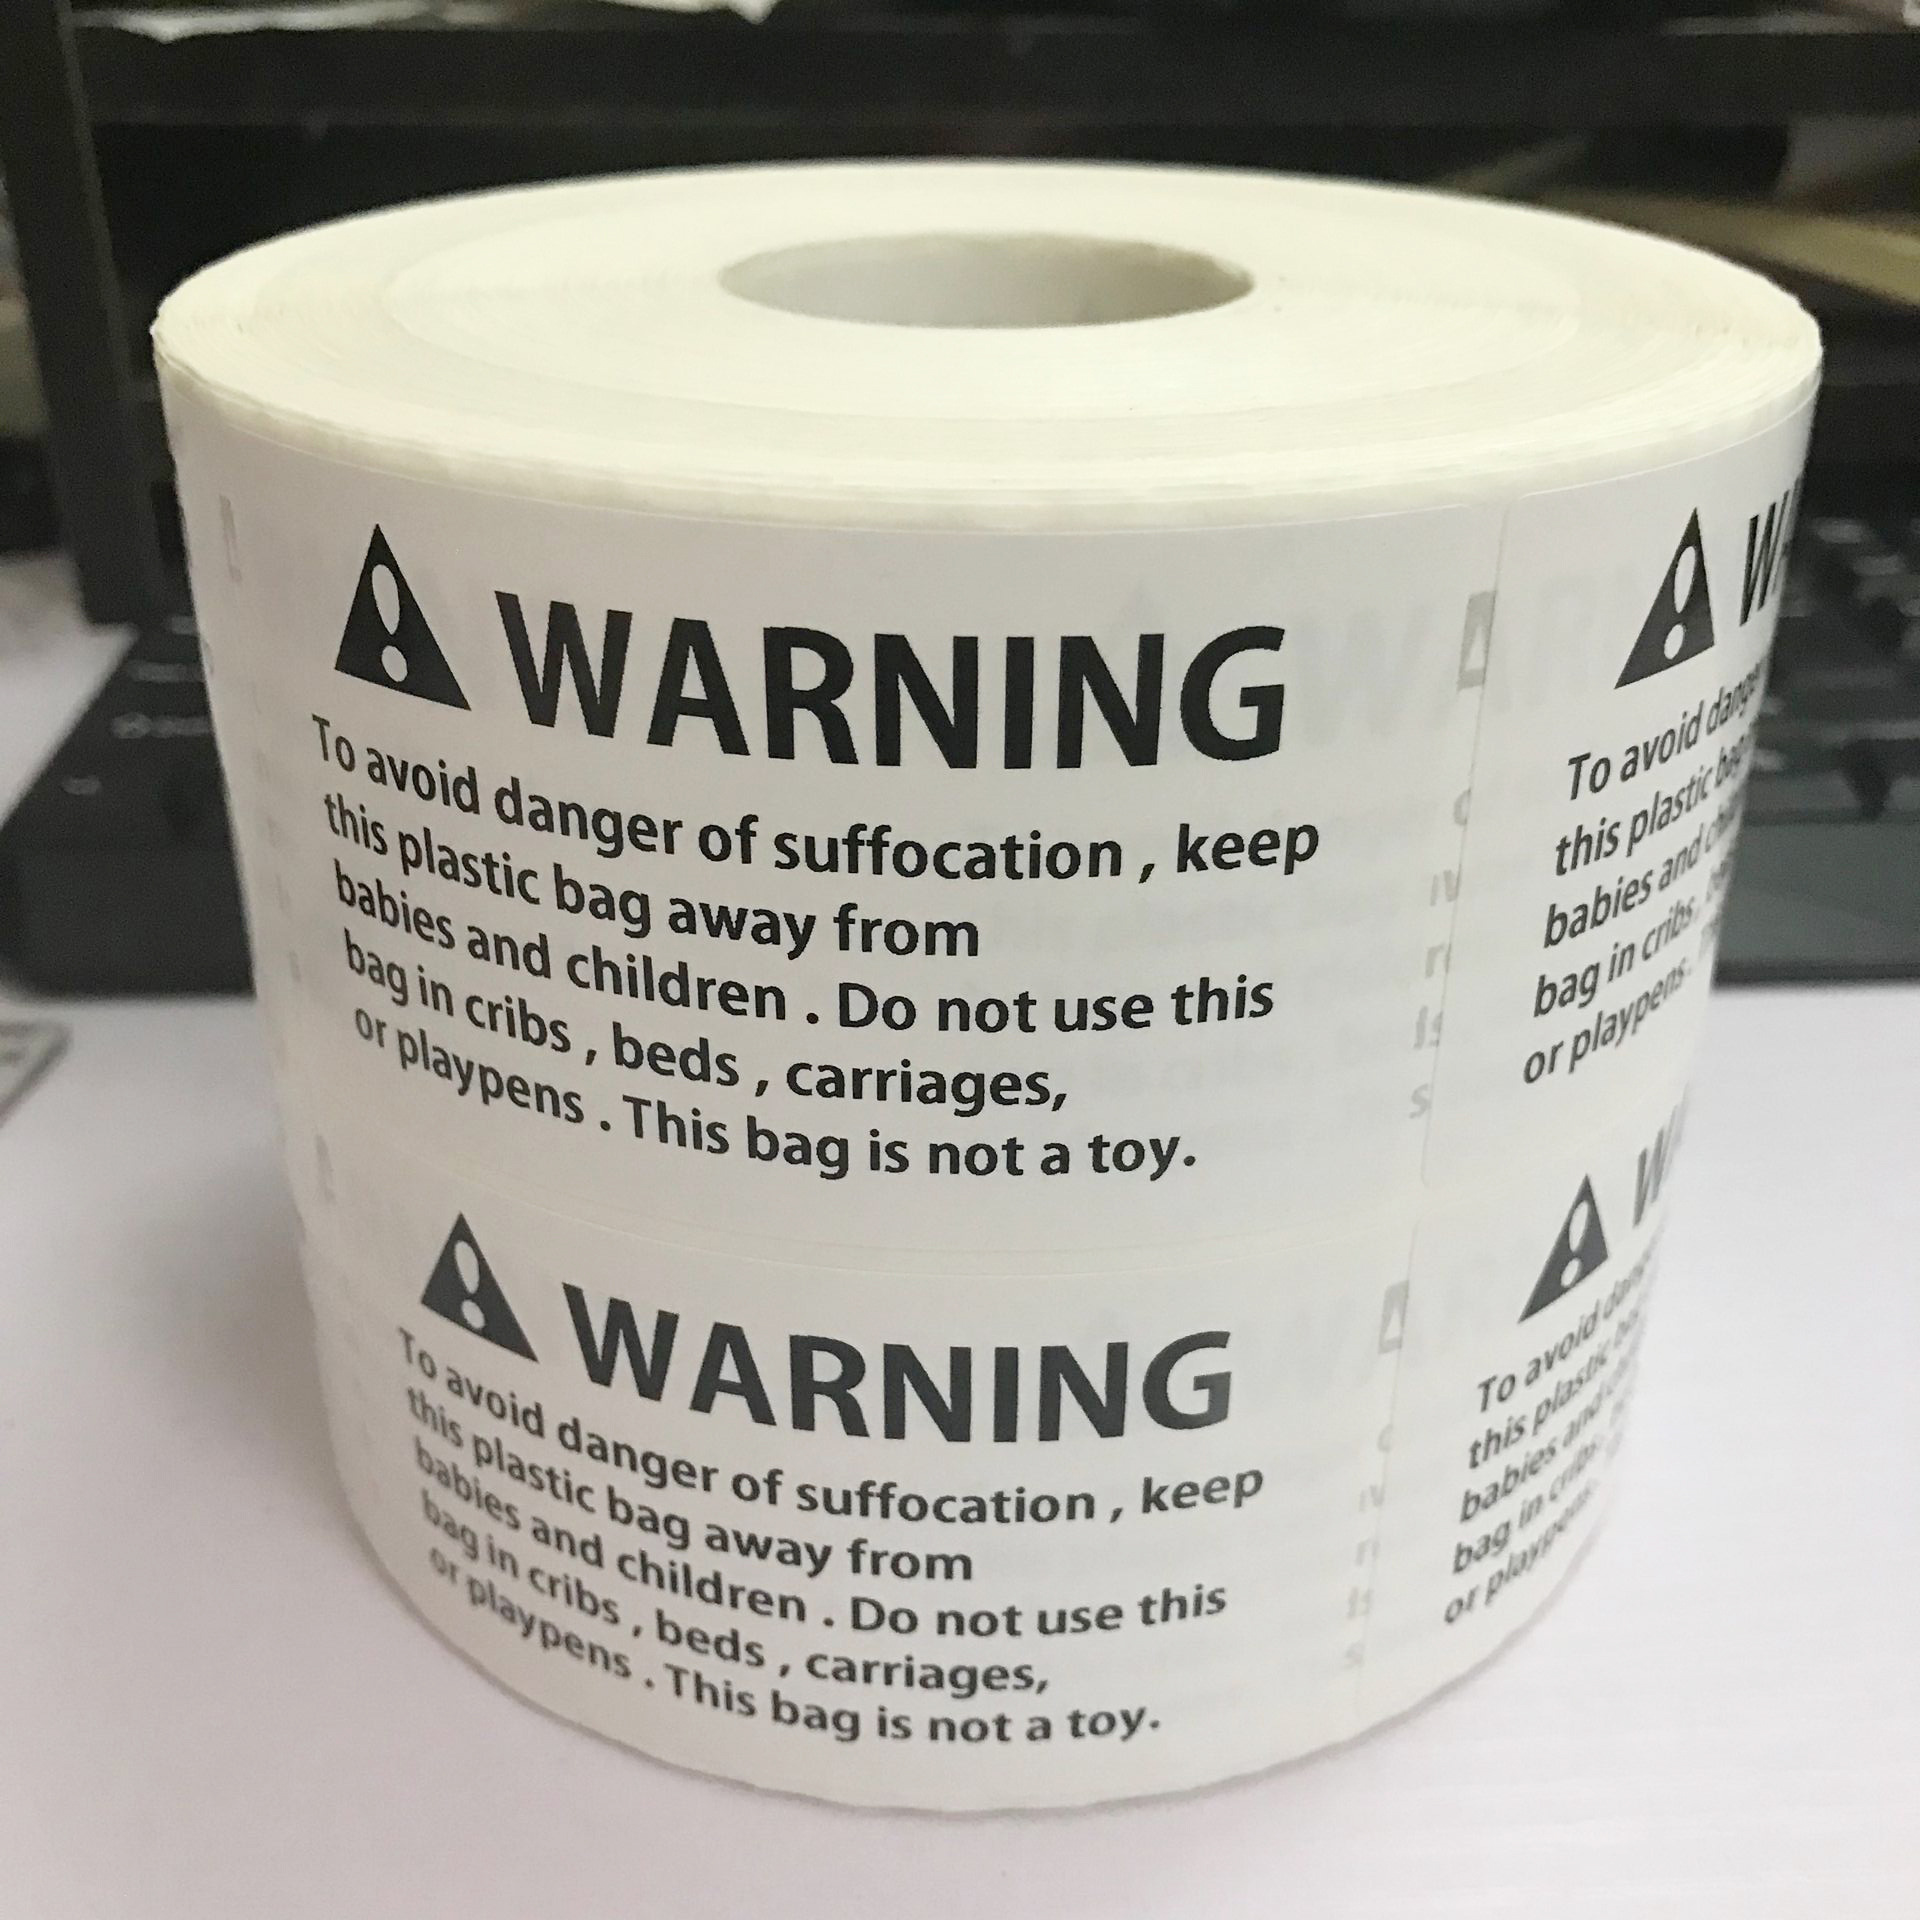 WARNING
To avoid danger of suffocation , keep
this plastic bag away from
babies and children . Do not use this
bag in cribs , beds , carriages,
or playpens . This bag is not a toy.
WARNING
To avoid danger of suffocation , keep
this plastic bag away from
babies and children . Do not use this
bag in cribs , beds , carriages,
or playpens . This bag is not a toy.
To avoid
this plastic bag
babies and
bag in cribs,
or playpens.
To avoid
this plastic
babies and
bag in cribs,
or playpens.